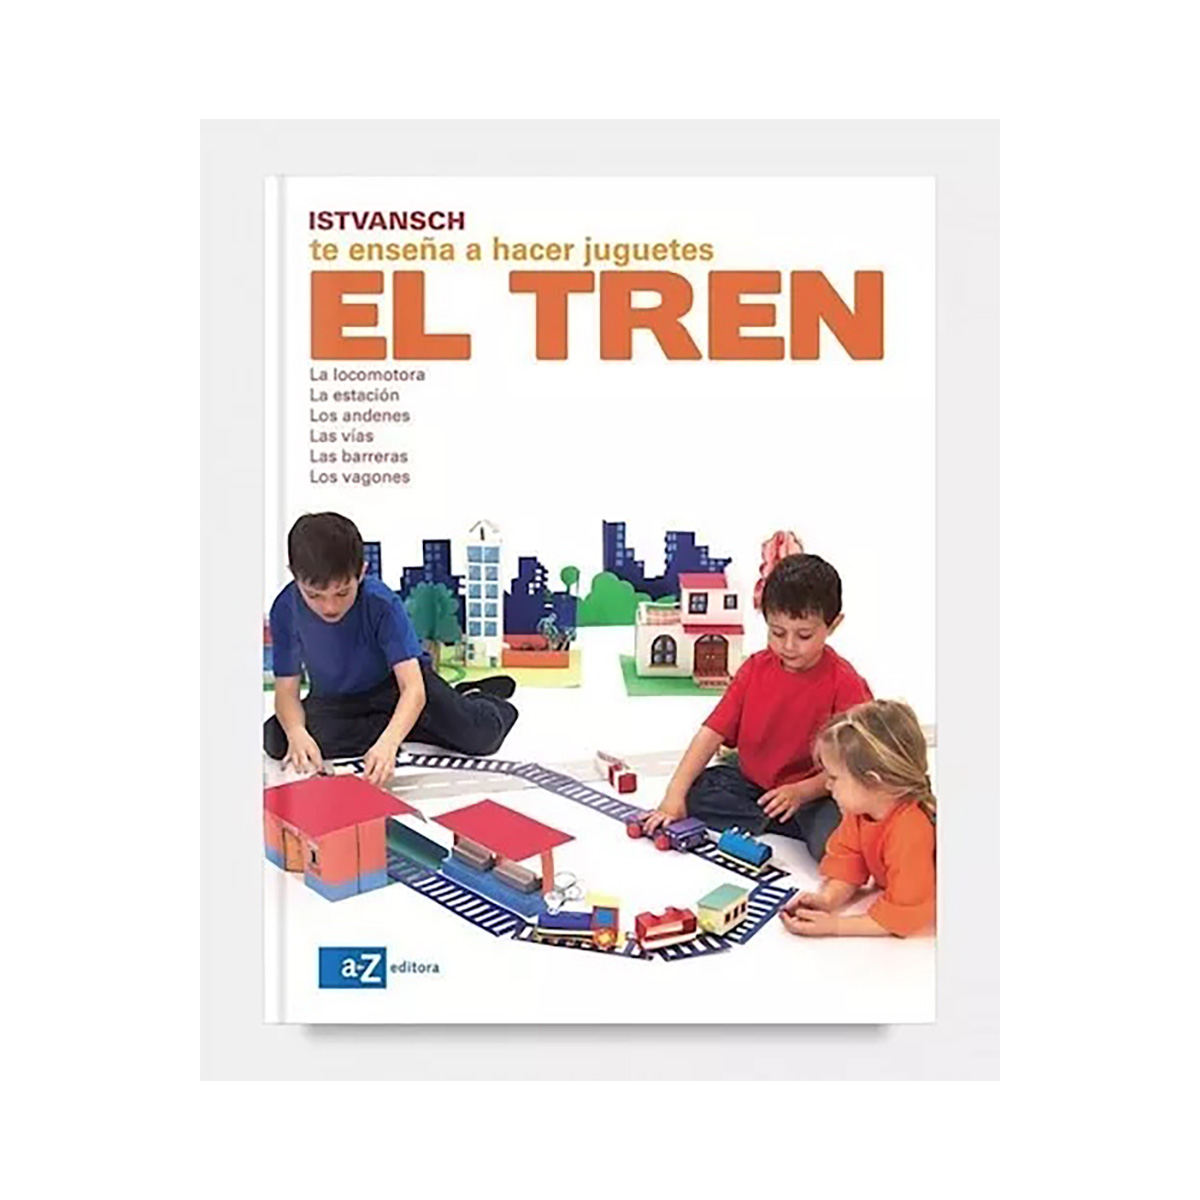 ISTVANSCH
te enseña a hacer juguetes
EL TREN
La locomotora
La estación
Los andenes
Las vías
Las barreras
Los vagones
a-Z editora